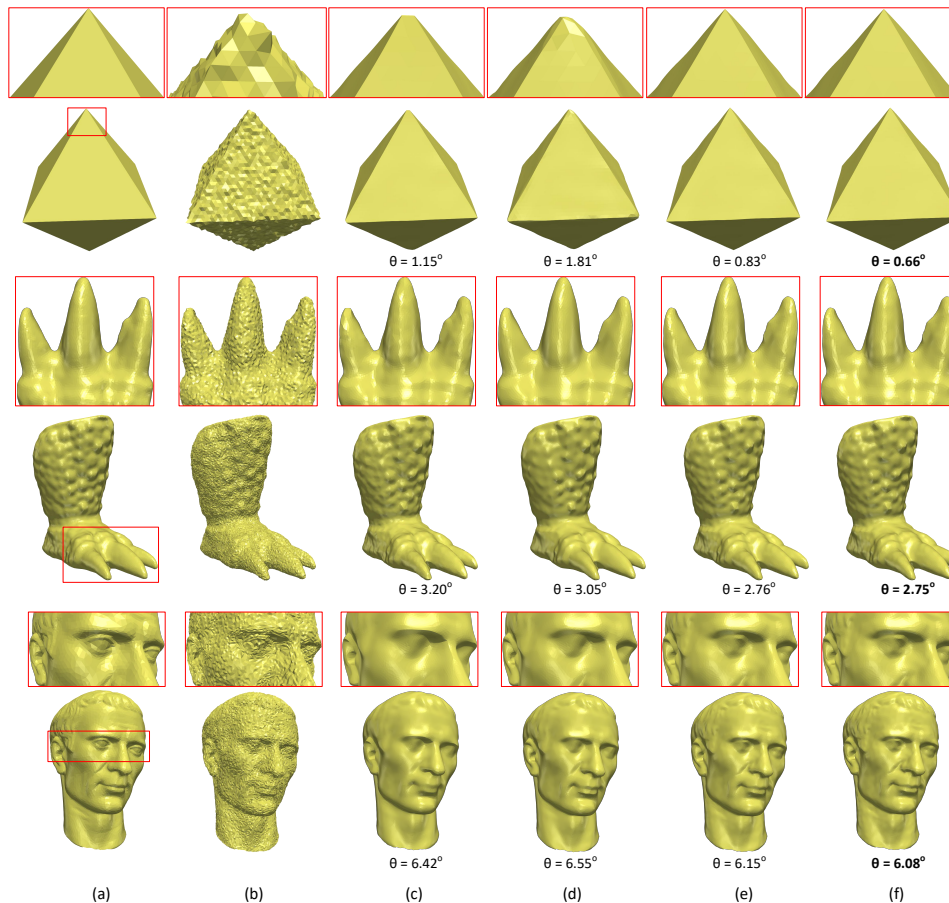 θ = 1.15° θ = 1.81° θ = 0.83° θ = 0.66°
θ = 3.20° θ = 3.05° θ = 2.76° θ = 2.75°
θ = 6.42° θ = 6.55° θ = 6.15° θ = 6.08°
(a) (b) (c) (d) (e) (f)